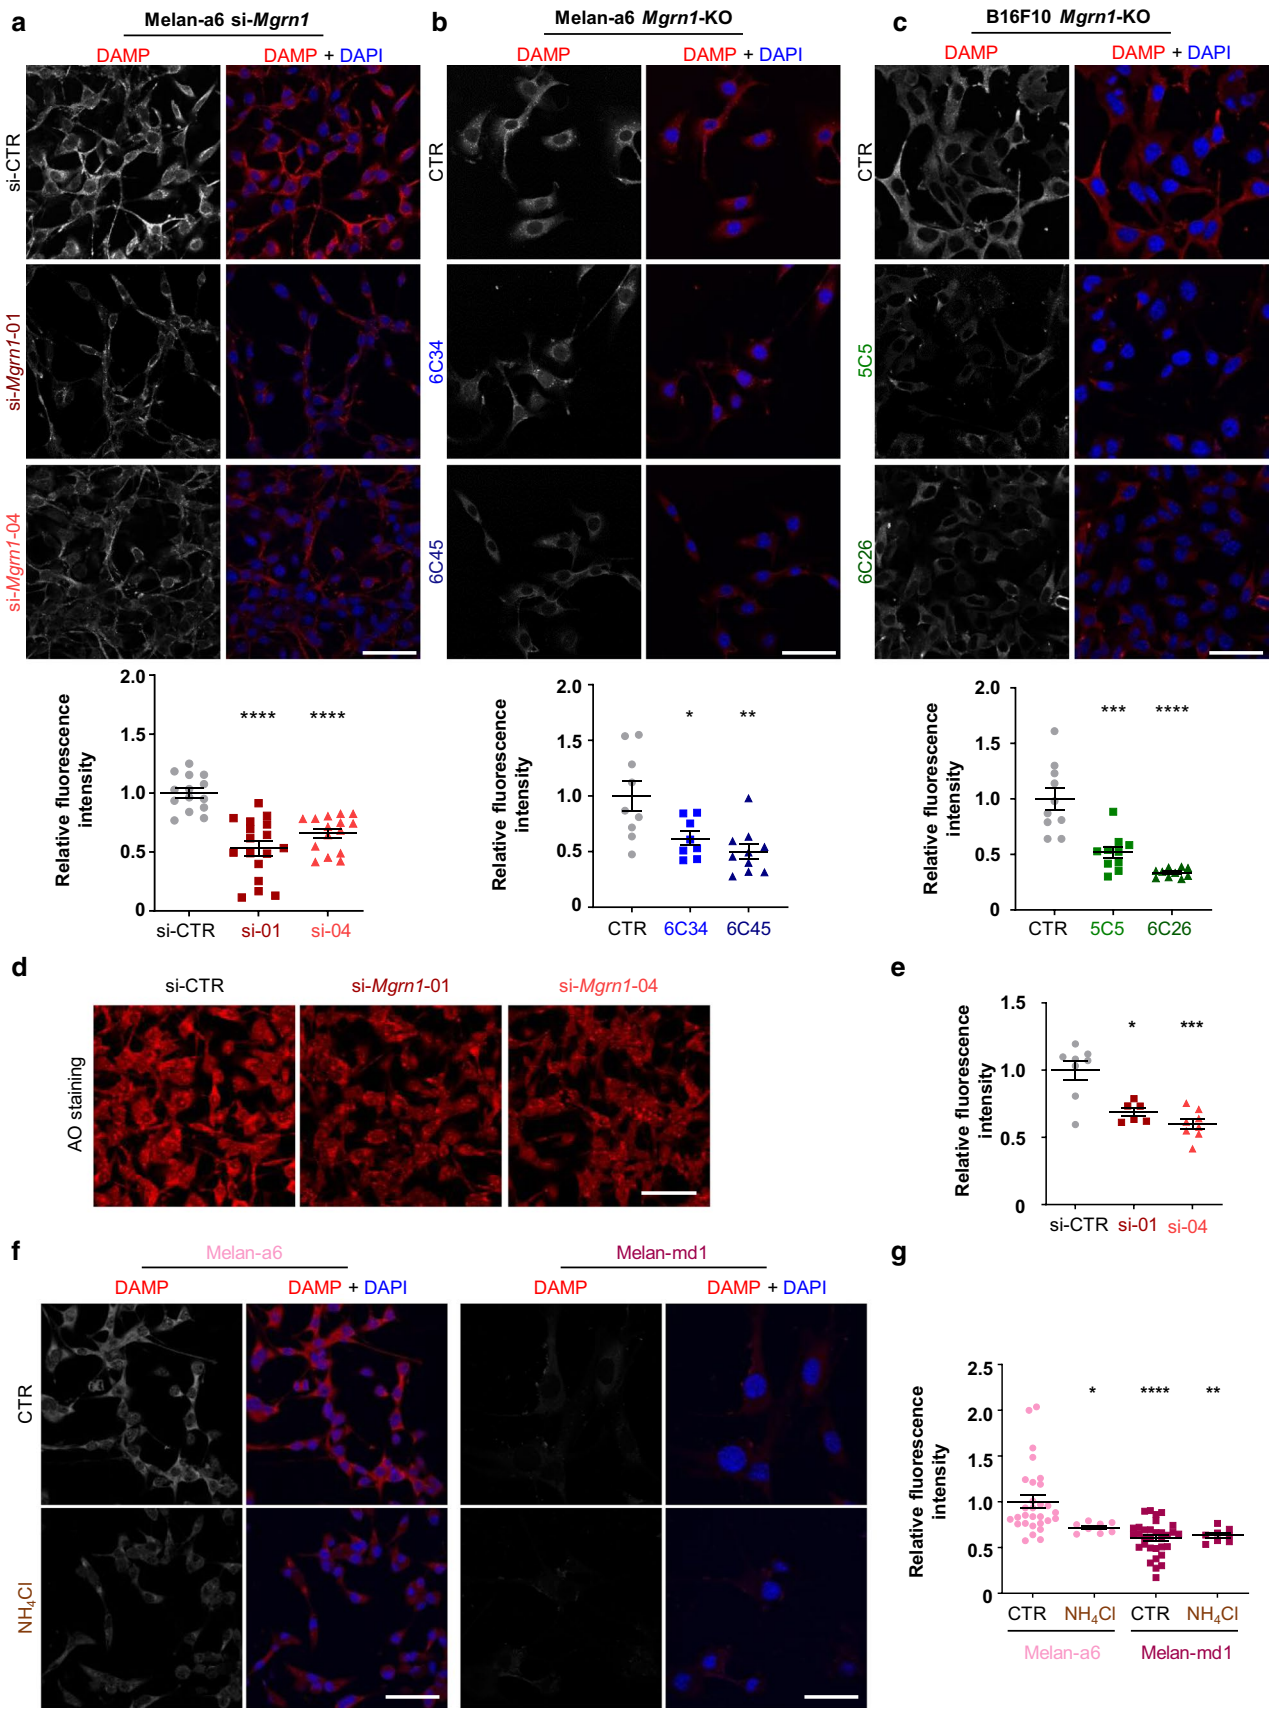 a
Melan-a6 si-Mgrn1
DAMP
DAMP + DAPI
si-CTR
si-Mgrn1-01
si-Mgrn1-04
Relative fluorescence
intensity
2.0
1.5
1.0
0.5
0
****
****
si-CTR
si-01
si-04
b
Melan-a6 Mgrn1-KO
DAMP
DAMP + DAPI
CTR
6C34
6C45
Relative fluorescence
intensity
2.0
1.5
1.0
0.5
0
*
**
CTR
6C34
6C45
c
B16F10 Mgrn1-KO
DAMP
DAMP + DAPI
CTR
5C5
6C26
Relative fluorescence
intensity
2.0
1.5
1.0
0.5
0
***
****
CTR
5C5
6C26
d
si-CTR
si-Mgrn1-01
si-Mgrn1-04
AO staining
e
Relative fluorescence
intensity
1.5
1.0
0.5
0
*
***
si-CTR
si-01
si-04
f
Melan-a6
Melan-md1
DAMP
DAMP + DAPI
DAMP
DAMP + DAPI
CTR
NH₄Cl
g
Relative fluorescence
intensity
2.5
2.0
1.5
1.0
0.5
0
*
****
**
CTR
NH₄Cl
CTR
NH₄Cl
Melan-a6
Melan-md1